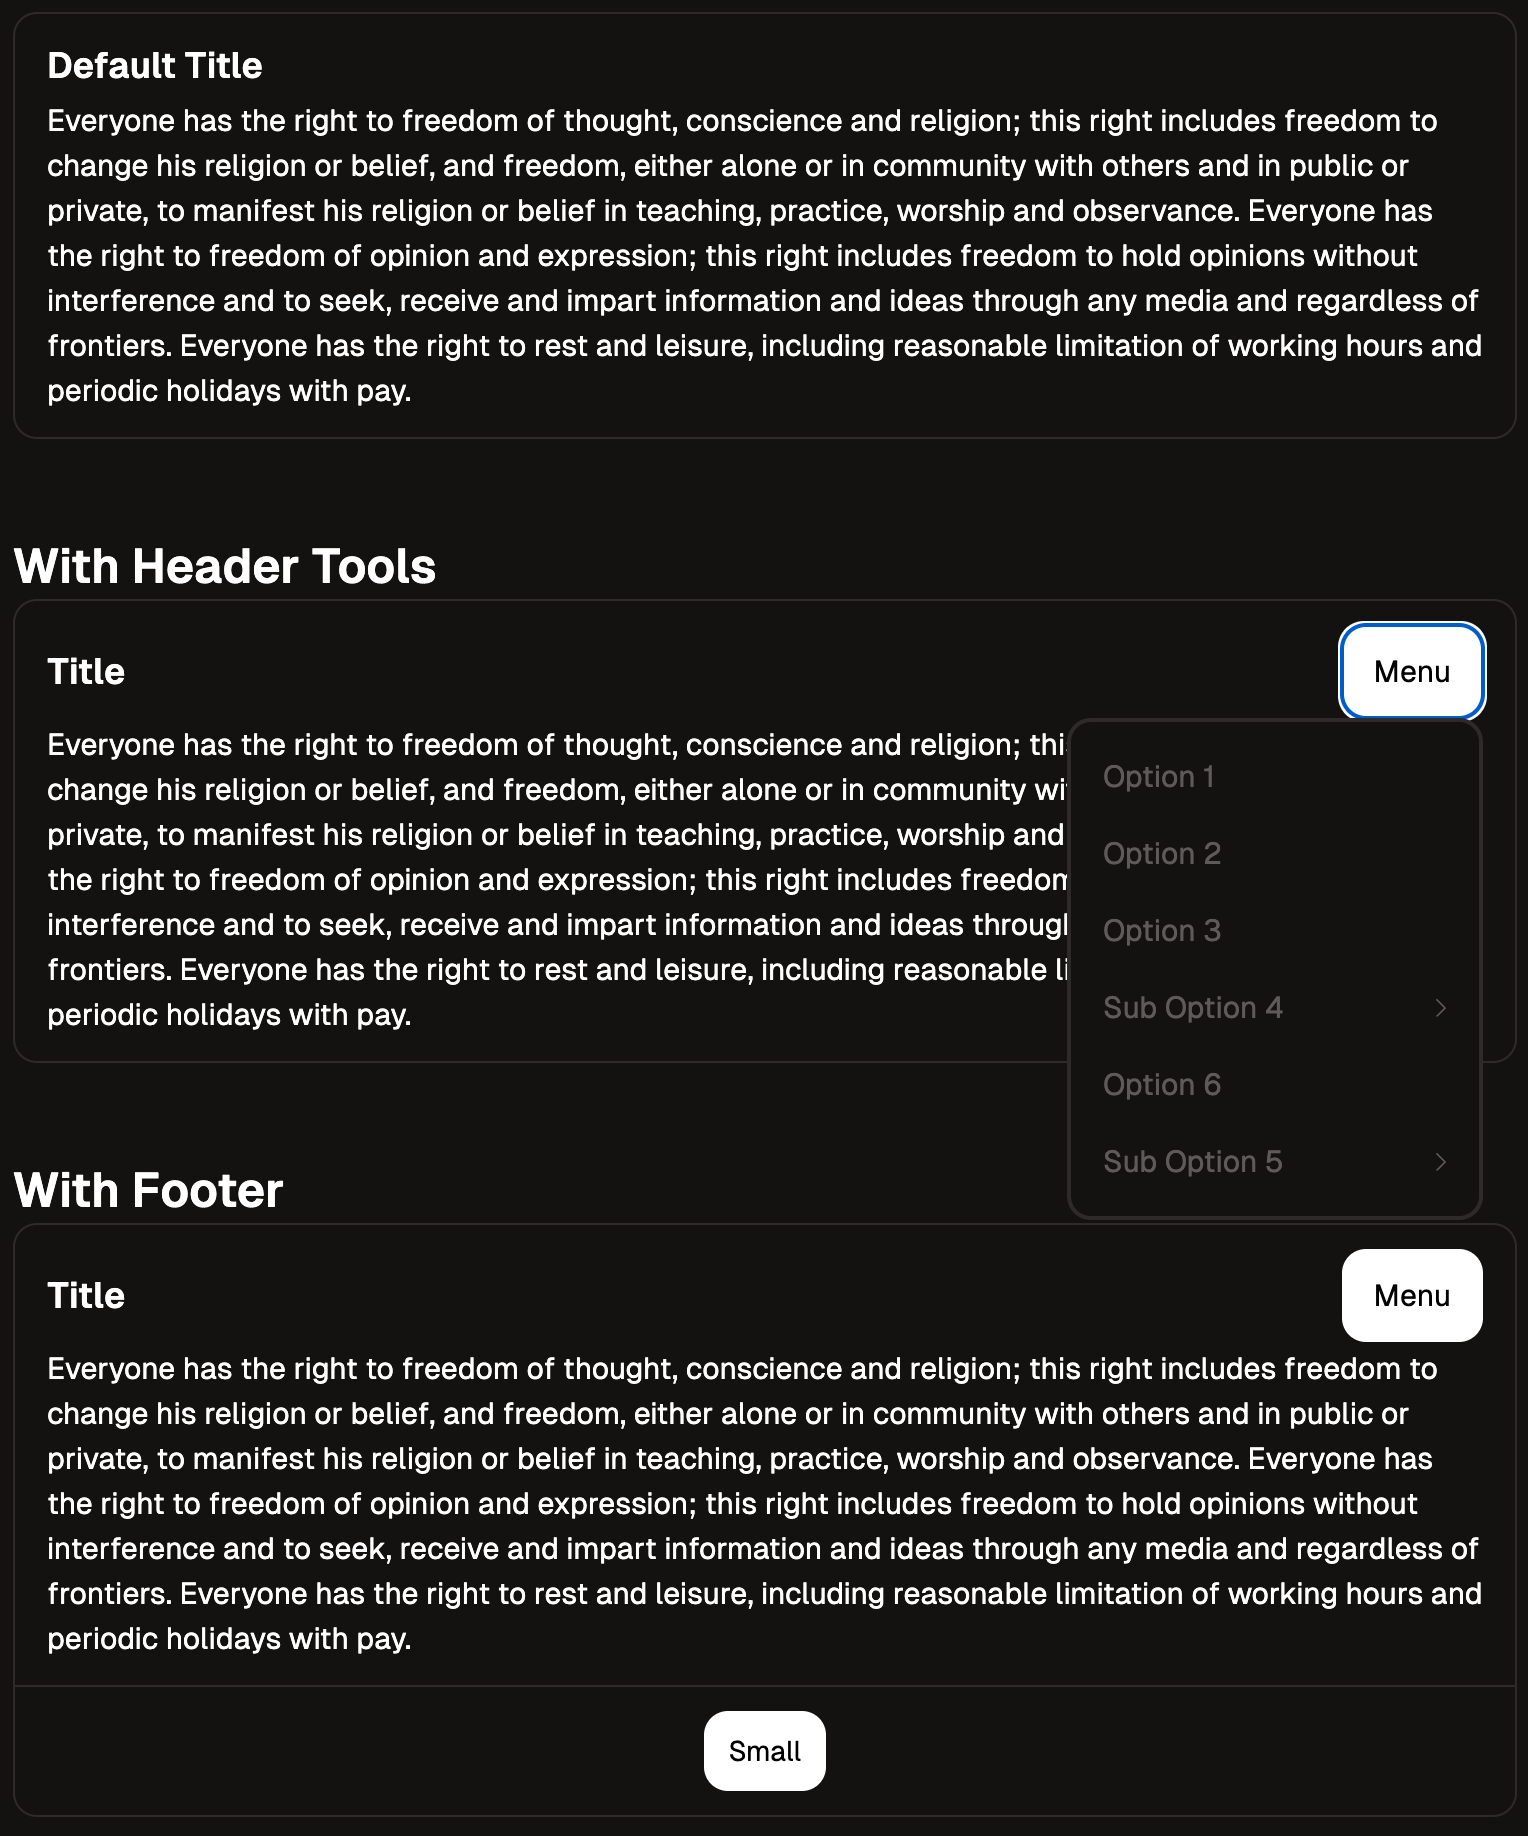 Default Title
Everyone has the right to freedom of thought, conscience and religion; this right includes freedom to
change his religion or belief, and freedom, either alone or in community with others and in public or
private, to manifest his religion or belief in teaching, practice, worship and observance. Everyone has
the right to freedom of opinion and expression; this right includes freedom to hold opinions without
interference and to seek, receive and impart information and ideas through any media and regardless of
frontiers. Everyone has the right to rest and leisure, including reasonable limitation of working hours and
periodic holidays with pay.
With Header Tools
Title
Menu
Everyone has the right to freedom of thought, conscience and religion;
change his religion or belief, and freedom, either alone or in community
private, to manifest his religion or belief in teaching, practice, worship and
the right to freedom of opinion and expression; this right includes freedom
interference and to seek, receive and impart information and ideas
frontiers. Everyone has the right to rest and leisure, including reasonable
periodic holidays with pay.
Option 1
Option 2
Option 3
Sub Option 4
Option 6
Sub Option 5
With Footer
Title
Menu
Everyone has the right to freedom of thought, conscience and religion; this right includes freedom to
change his religion or belief, and freedom, either alone or in community with others and in public or
private, to manifest his religion or belief in teaching, practice, worship and observance. Everyone has
the right to freedom of opinion and expression; this right includes freedom to hold opinions without
interference and to seek, receive and impart information and ideas through any media and regardless of
frontiers. Everyone has the right to rest and leisure, including reasonable limitation of working hours and
periodic holidays with pay.
Small